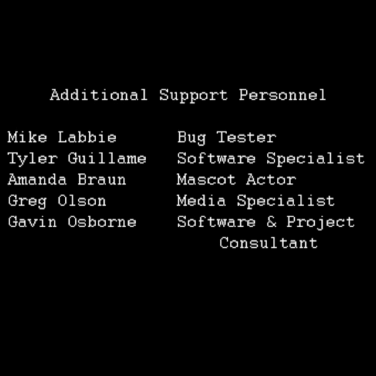 Additional Support Personnel
Mike Labbie Bug Tester
Tyler Guillame Software Specialist
Amanda Braun Mascot Actor
Greg Olson Media Specialist
Gavin Osborne Software & Project
Consultant